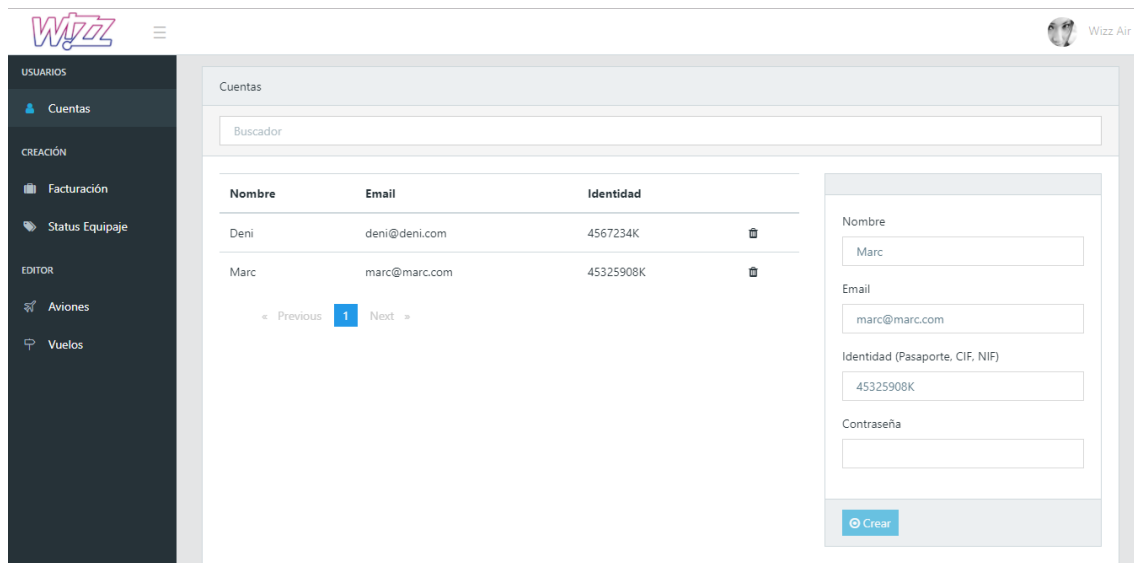 Wizz
Wizz Air
USUARIOS
Cuentas
CREACIÓN
Facturación
Status Equipaje
EDITOR
Aviones
Vuelos
Cuentas
Buscador
Nombre Email Identidad
Deni deni@deni.com 4567234K
Marc marc@marc.com 45325908K
« Previous 1 Next »
Nombre
Marc
Email
marc@marc.com
Identidad (Pasaporte, CIF, NIF)
45325908K
Contraseña
Crear